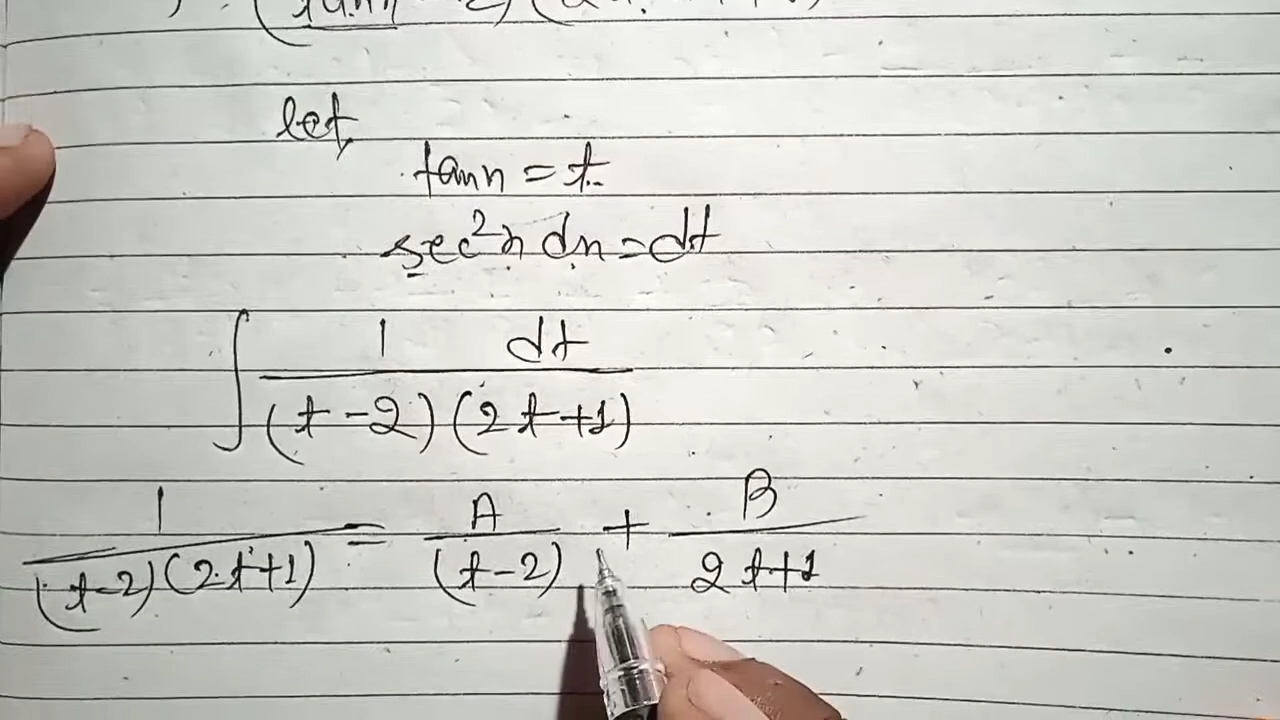 let,
tann = t
sec²n dn = dt
∫ 1 dt / (t-2)(2t+1)
1 / (t-2)(2t+1) = A / (t-2) + B / 2t+1